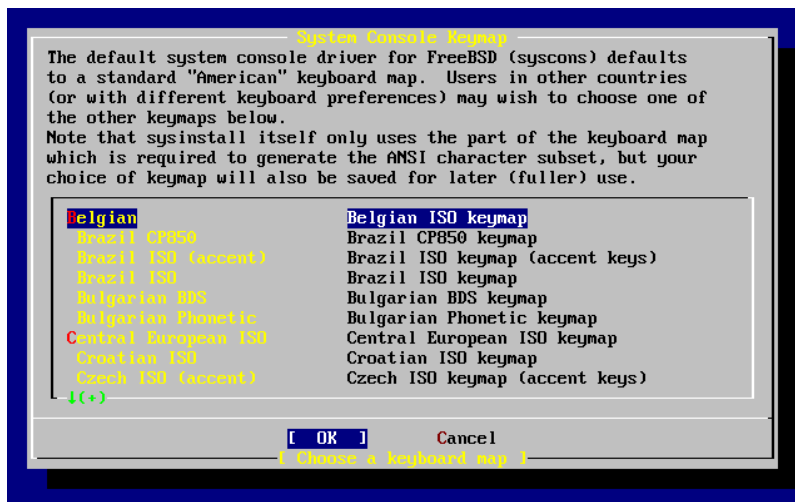 System Console Keymap
The default system console driver for FreeBSD (syscons) defaults
to a standard "American" keyboard map.  Users in other countries
(or with different keyboard preferences) may wish to choose one of
the other keymaps below.
Note that sysinstall itself only uses the part of the keyboard map
which is required to generate the ANSI character subset, but your
choice of keymap will also be saved for later (fuller) use.
Belgian Belgian ISO keymap
Brazil CP850 Brazil CP850 keymap
Brazil ISO (accent) Brazil ISO keymap (accent keys)
Brazil ISO Brazil ISO keymap
Bulgarian BDS Bulgarian BDS keymap
Bulgarian Phonetic Bulgarian Phonetic keymap
Central European ISO Central European ISO keymap
Croatian ISO Croatian ISO keymap
Czech ISO (accent) Czech ISO keymap (accent keys)
↓(+)
[ OK ] Cancel
[ Choose a keyboard map ]